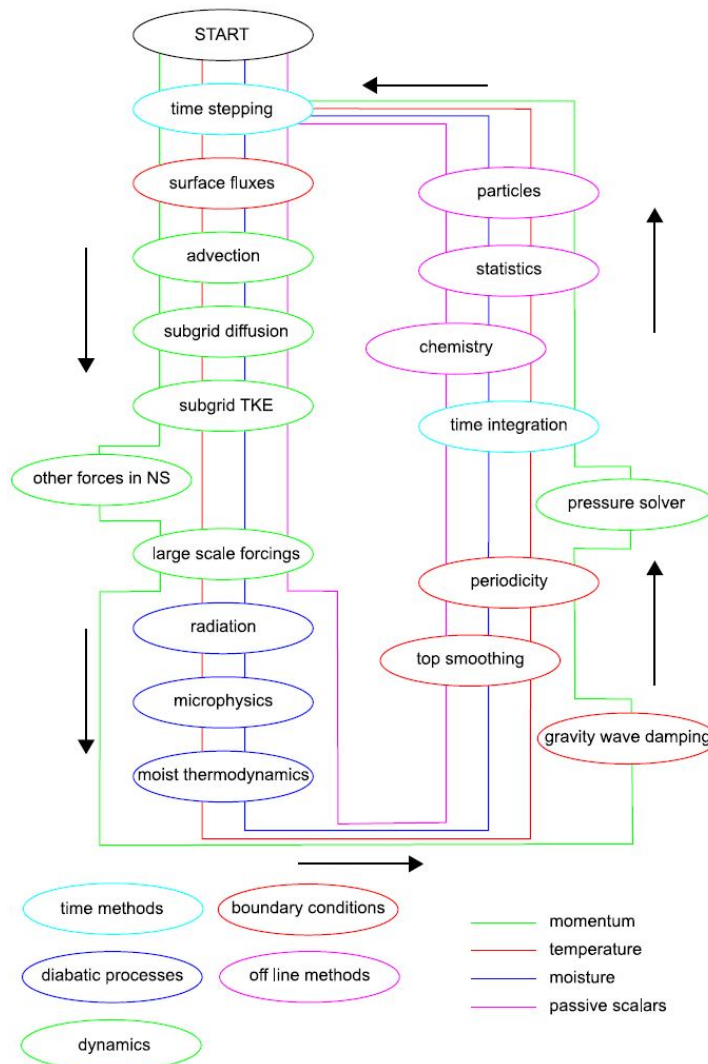 START
time stepping
surface fluxes
advection
subgrid diffusion
subgrid TKE
other forces in NS
large scale forcings
radiation
microphysics
moist thermodynamics
particles
statistics
chemistry
time integration
pressure solver
periodicity
top smoothing
gravity wave damping
time methods
boundary conditions
diabatic processes
off line methods
dynamics
momentum
temperature
moisture
passive scalars